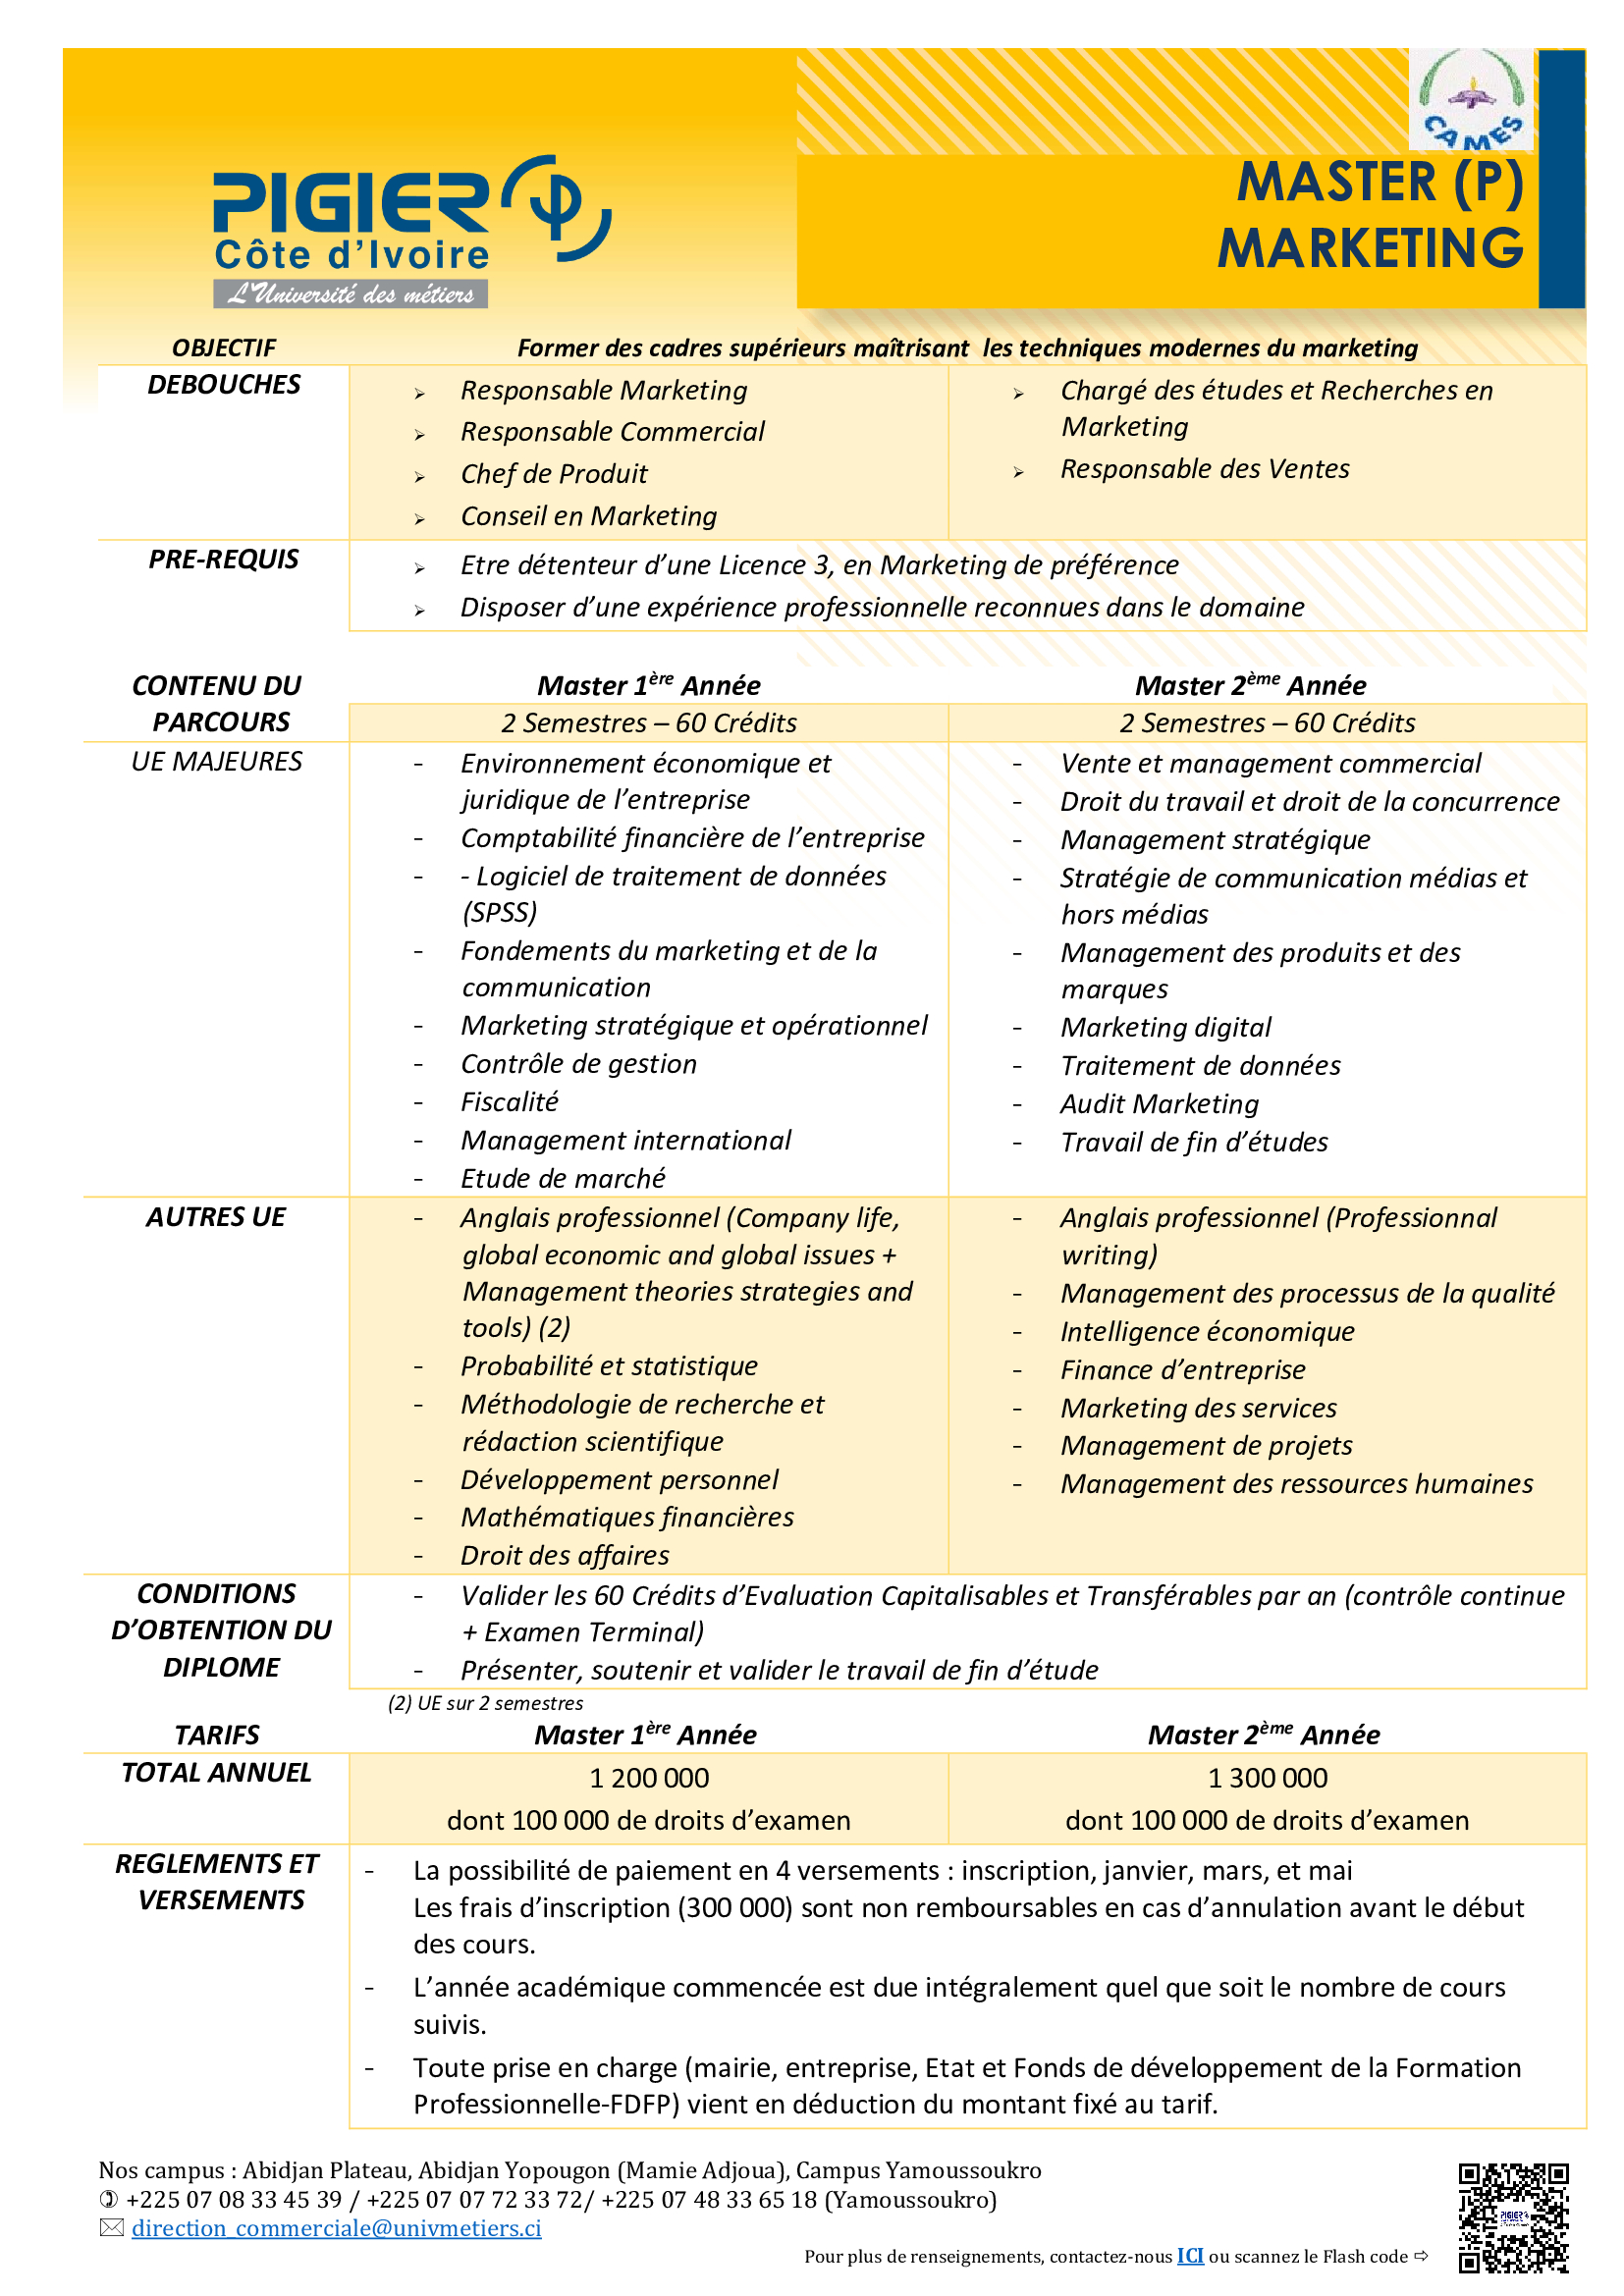 CAMES
PIGIER
Côte d’Ivoire
L’Université des métiers
MASTER (P)
MARKETING
OBJECTIF
Former des cadres supérieurs maîtrisant les techniques modernes du marketing
DEBOUCHES
➢ Responsable Marketing
➢ Responsable Commercial
➢ Chef de Produit
➢ Conseil en Marketing
➢ Chargé des études et Recherches en
Marketing
➢ Responsable des Ventes
PRE-REQUIS
➢ Etre détenteur d’une Licence 3, en Marketing de préférence
➢ Disposer d’une expérience professionnelle reconnues dans le domaine
CONTENU DU
PARCOURS
Master 1ère Année
Master 2ème Année
2 Semestres – 60 Crédits
2 Semestres – 60 Crédits
UE MAJEURES
- Environnement économique et
juridique de l’entreprise
- Comptabilité financière de l’entreprise
- - Logiciel de traitement de données
(SPSS)
- Fondements du marketing et de la
communication
- Marketing stratégique et opérationnel
- Contrôle de gestion
- Fiscalité
- Management international
- Etude de marché
- Vente et management commercial
- Droit du travail et droit de la concurrence
- Management stratégique
- Stratégie de communication médias et
hors médias
- Management des produits et des
marques
- Marketing digital
- Traitement de données
- Audit Marketing
- Travail de fin d’études
AUTRES UE
- Anglais professionnel (Company life,
global economic and global issues +
Management theories strategies and
tools) (2)
- Probabilité et statistique
- Méthodologie de recherche et
rédaction scientifique
- Développement personnel
- Mathématiques financières
- Droit des affaires
- Anglais professionnel (Professionnal
writing)
- Management des processus de la qualité
- Intelligence économique
- Finance d’entreprise
- Marketing des services
- Management de projets
- Management des ressources humaines
CONDITIONS
D’OBTENTION DU
DIPLOME
- Valider les 60 Crédits d’Evaluation Capitalisables et Transférables par an (contrôle continue
+ Examen Terminal)
- Présenter, soutenir et valider le travail de fin d’étude
(2) UE sur 2 semestres
TARIFS
Master 1ère Année
Master 2ème Année
TOTAL ANNUEL
1 200 000
dont 100 000 de droits d’examen
1 300 000
dont 100 000 de droits d’examen
REGLEMENTS ET
VERSEMENTS
- La possibilité de paiement en 4 versements : inscription, janvier, mars, et mai
Les frais d’inscription (300 000) sont non remboursables en cas d’annulation avant le début
des cours.
- L’année académique commencée est due intégralement quel que soit le nombre de cours
suivis.
- Toute prise en charge (mairie, entreprise, Etat et Fonds de développement de la Formation
Professionnelle-FDFP) vient en déduction du montant fixé au tarif.
Nos campus : Abidjan Plateau, Abidjan Yopougon (Mamie Adjoua), Campus Yamoussoukro
✆ +225 07 08 33 45 39 / +225 07 07 72 33 72/ +225 07 48 33 65 18 (Yamoussoukro)
🖂 direction_commerciale@univmetiers.ci
Pour plus de renseignements, contactez-nous ICI ou scannez le Flash code ⇨
PIGIER